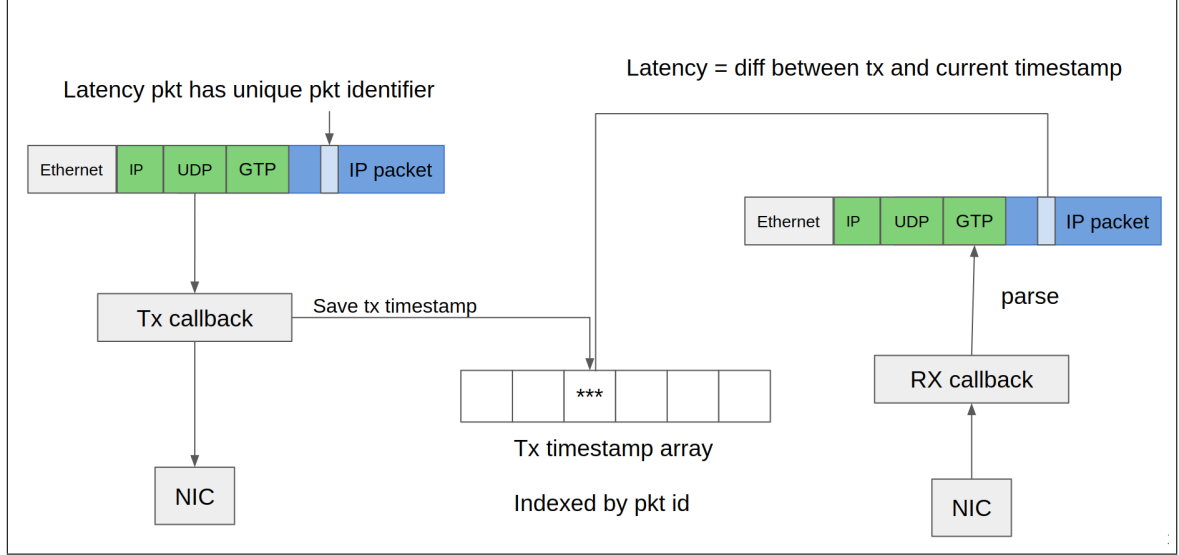 Latency pkt has unique pkt identifier
Latency = diff between tx and current timestamp
Ethernet IP UDP GTP IP packet
Ethernet IP UDP GTP IP packet
Tx callback
Save tx timestamp
parse
RX callback
***
Tx timestamp array
Indexed by pkt id
NIC
NIC